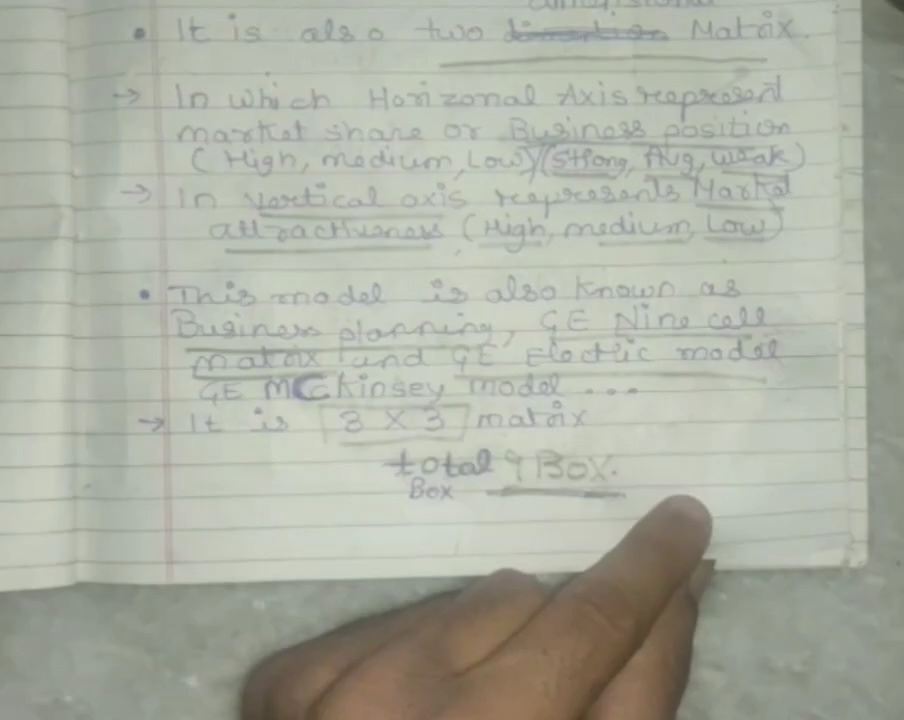 • It is also two dimensional Matrix.
→ In which Horizonal Axis represent
market share or Business position
(High, medium, Low)/(Strong, Avg, weak)
→ In vertical axis represents Market
attractiveness (High, medium, Low)
• This model is also known as
Business planning, GE Nine cell
matrix and GE Electric model
GE McKinsey model ...
→ It is 3 X 3 matrix
total 9 Box.
Box